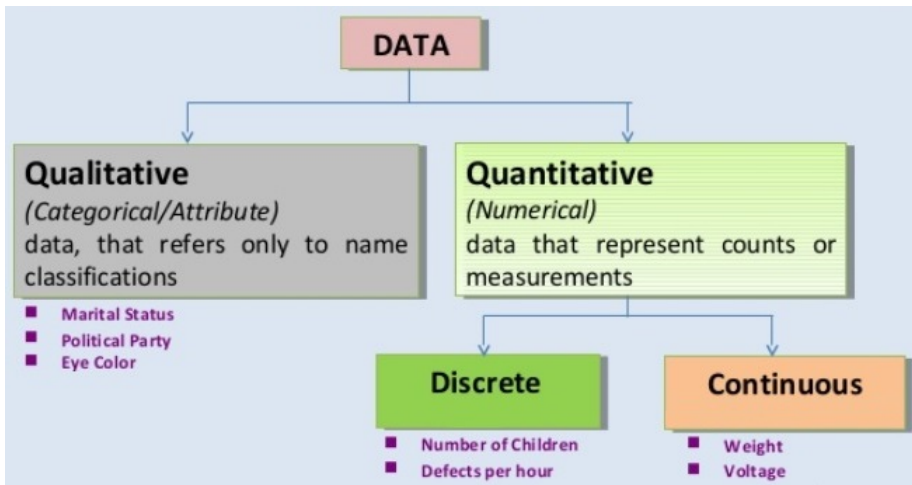 DATA
Qualitative
(Categorical/Attribute)
data, that refers only to name
classifications
Marital Status
Political Party
Eye Color
Quantitative
(Numerical)
data that represent counts or
measurements
Discrete
Number of Children
Defects per hour
Continuous
Weight
Voltage